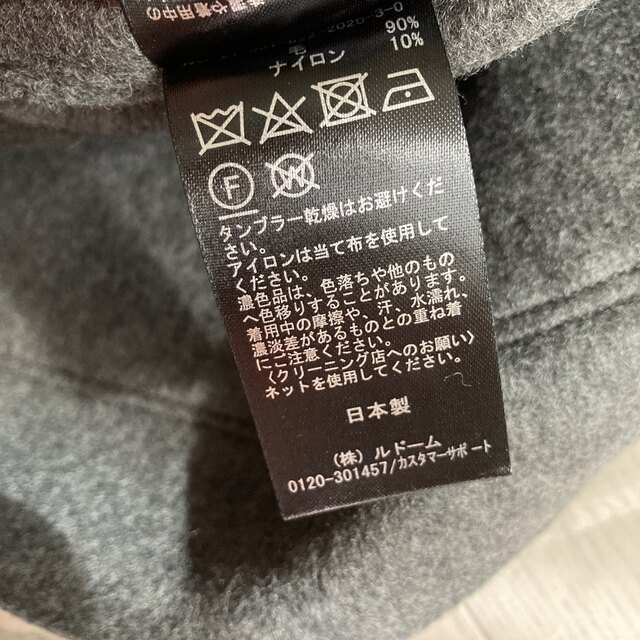 90%
ナイロン 10%
F W
タンブラー乾燥はお避けくだ
さい。
アイロンは当て布を使用して
ください。
濃色品は、色落ちや他のもの
へ色移りすることがあります。
着用中の摩擦や、汗、水濡れ、
濃淡差があるものとの重ね着
にご注意ください。
〈クリーニング店へのお願い〉
ネットを使用してください。
日本製
(株) ルドーム
0120-301457/カスタマーサポート